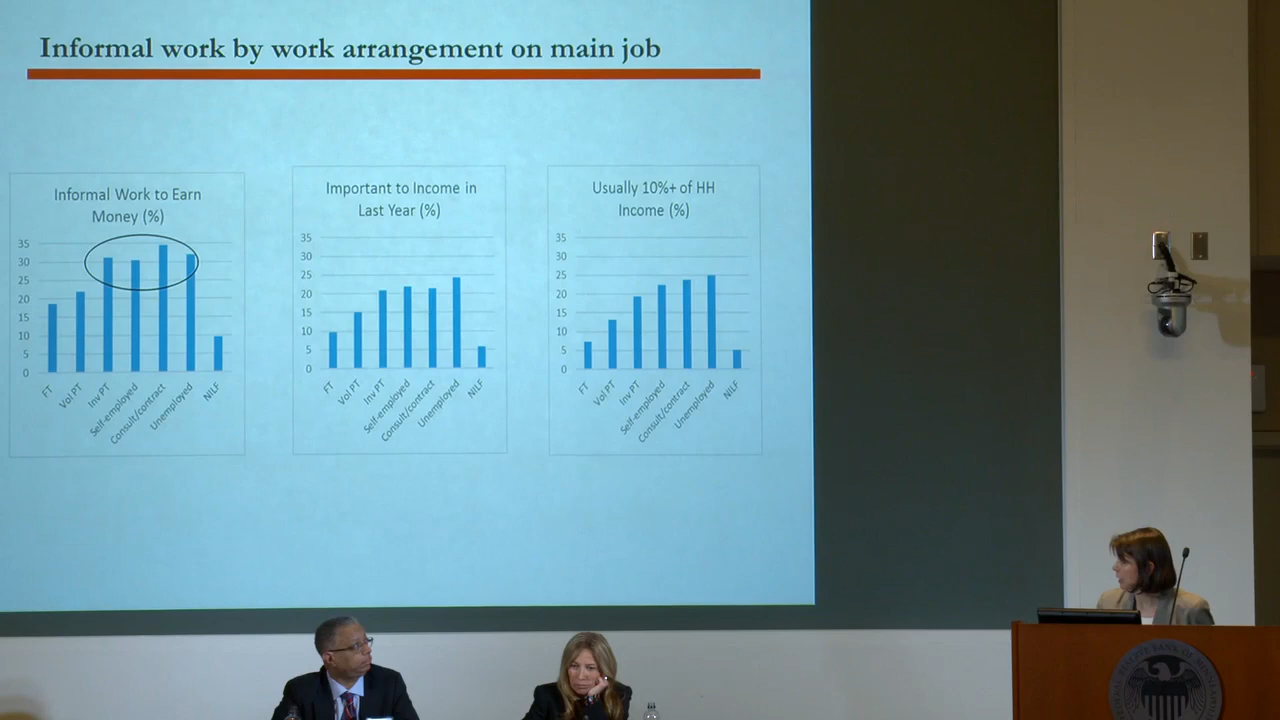 Informal work by work arrangement on main job
Informal Work to Earn
Money (%)
35
30
25
20
15
10
5
0
FT
Vol PT
Inv PT
Self-employed
Consult/contract
Unemployed
NILF
Important to Income in
Last Year (%)
35
30
25
20
15
10
5
0
FT
Vol PT
Inv PT
Self-employed
Consult/contract
Unemployed
NILF
Usually 10%+ of HH
Income (%)
35
30
25
20
15
10
5
0
FT
Vol PT
Inv PT
Self-employed
Consult/contract
Unemployed
NILF
RESERVE BANK OF